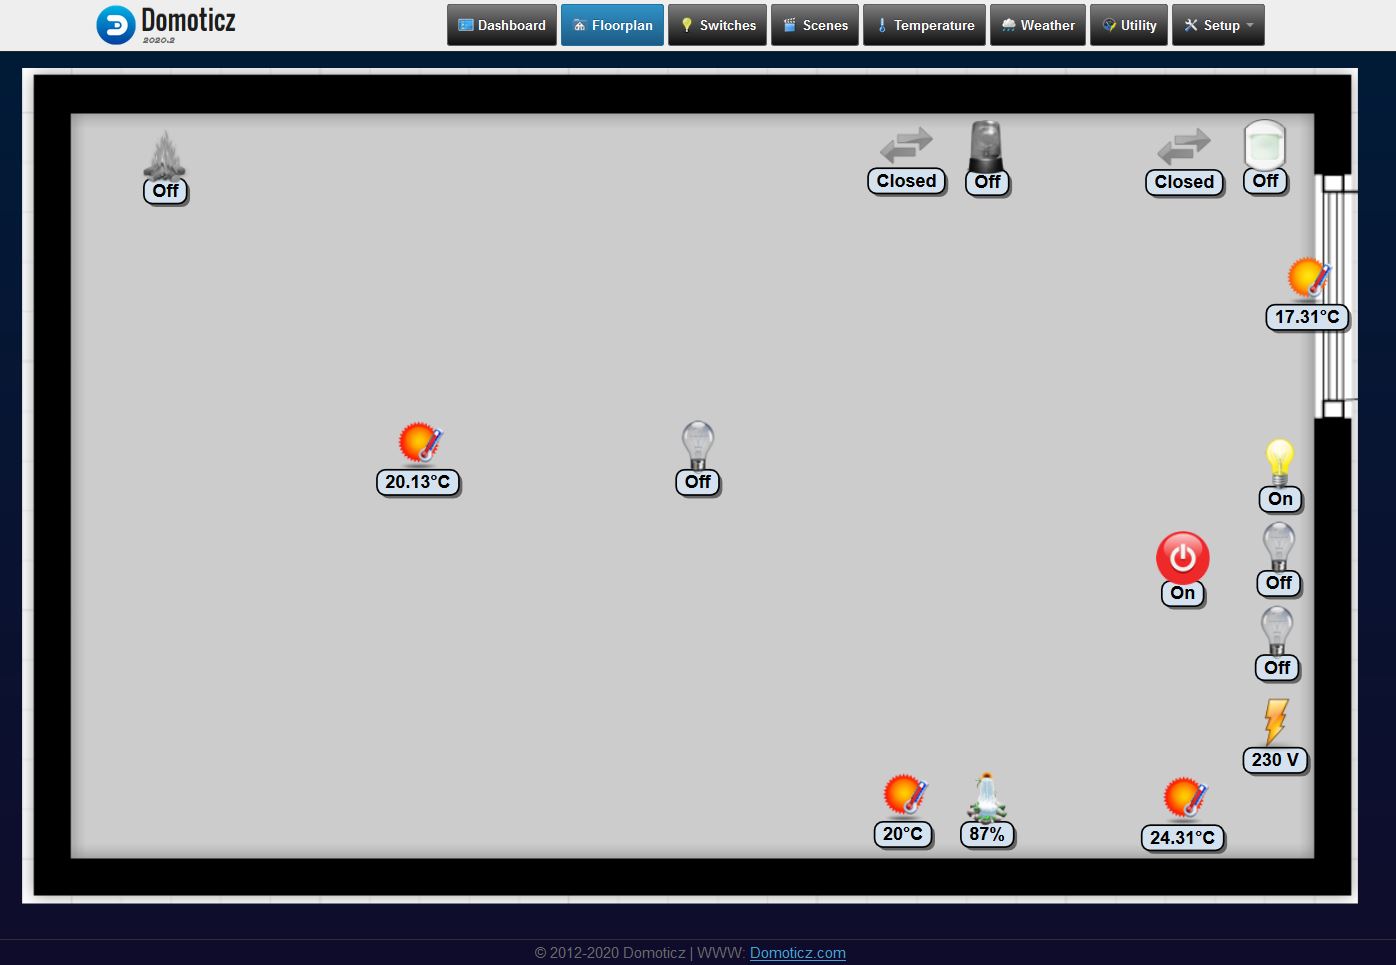 Domoticz
2020.2
Dashboard
Floorplan
Switches
Scenes
Temperature
Weather
Utility
Setup
Off
Closed
Off
Closed
Off
17.31°C
20.13°C
Off
On
Off
On
Off
230 V
20°C
87%
24.31°C
© 2012-2020 Domoticz | WWW: Domoticz.com